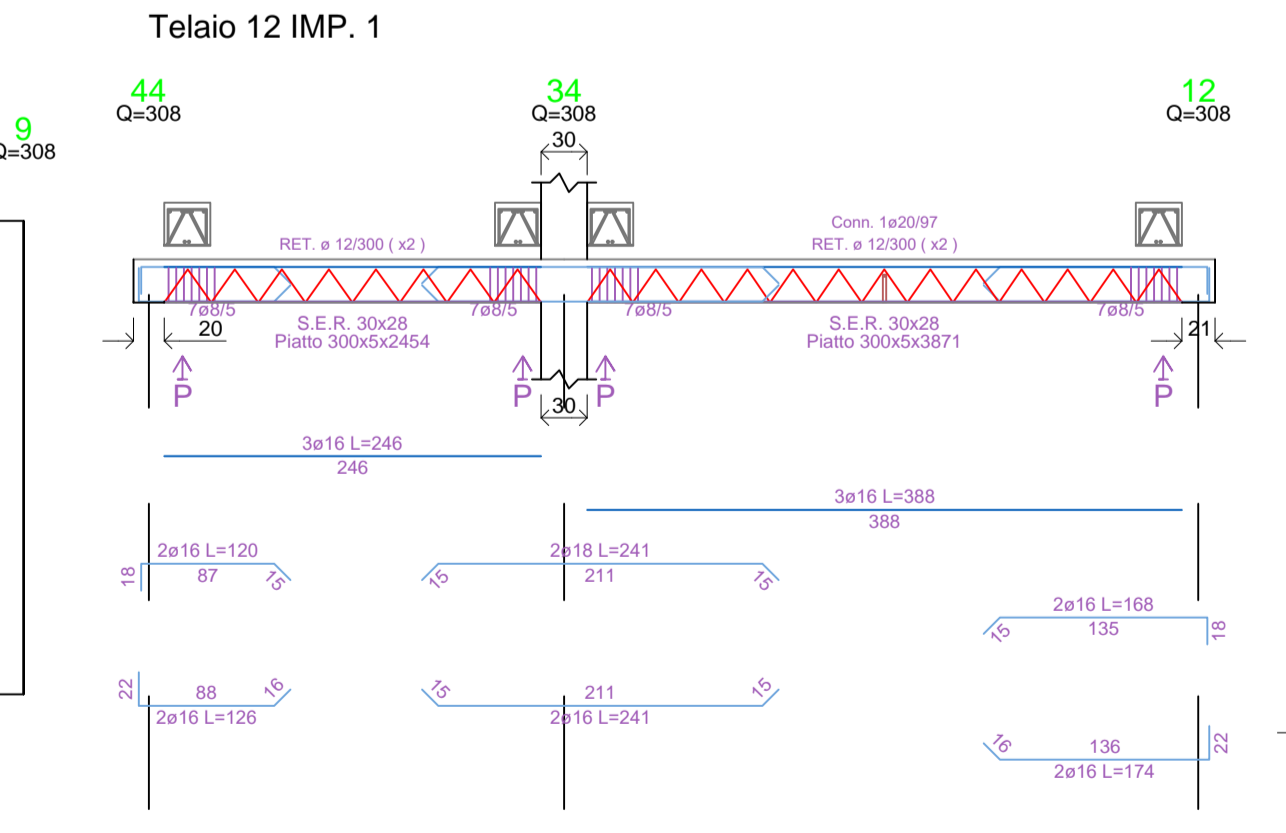 Telaio 12 IMP. 1
44
Q=308
34
Q=308
12
Q=308
9
Q=308
30
RET. ø 12/300 ( x2 )
Conn. 1ø20/97
RET. ø 12/300 ( x2 )
7ø8/5
7ø8/5
7ø8/5
7ø8/5
20
S.E.R. 30x28
Piatto 300x5x2454
S.E.R. 30x28
Piatto 300x5x3871
21
P
P
P
P
30
3ø16 L=246
246
3ø16 L=388
388
2ø16 L=120
18
87
15
2ø18 L=241
15
211
15
2ø16 L=168
15
135
18
22
88
16
2ø16 L=126
15
211
15
2ø16 L=241
16
136
22
2ø16 L=174